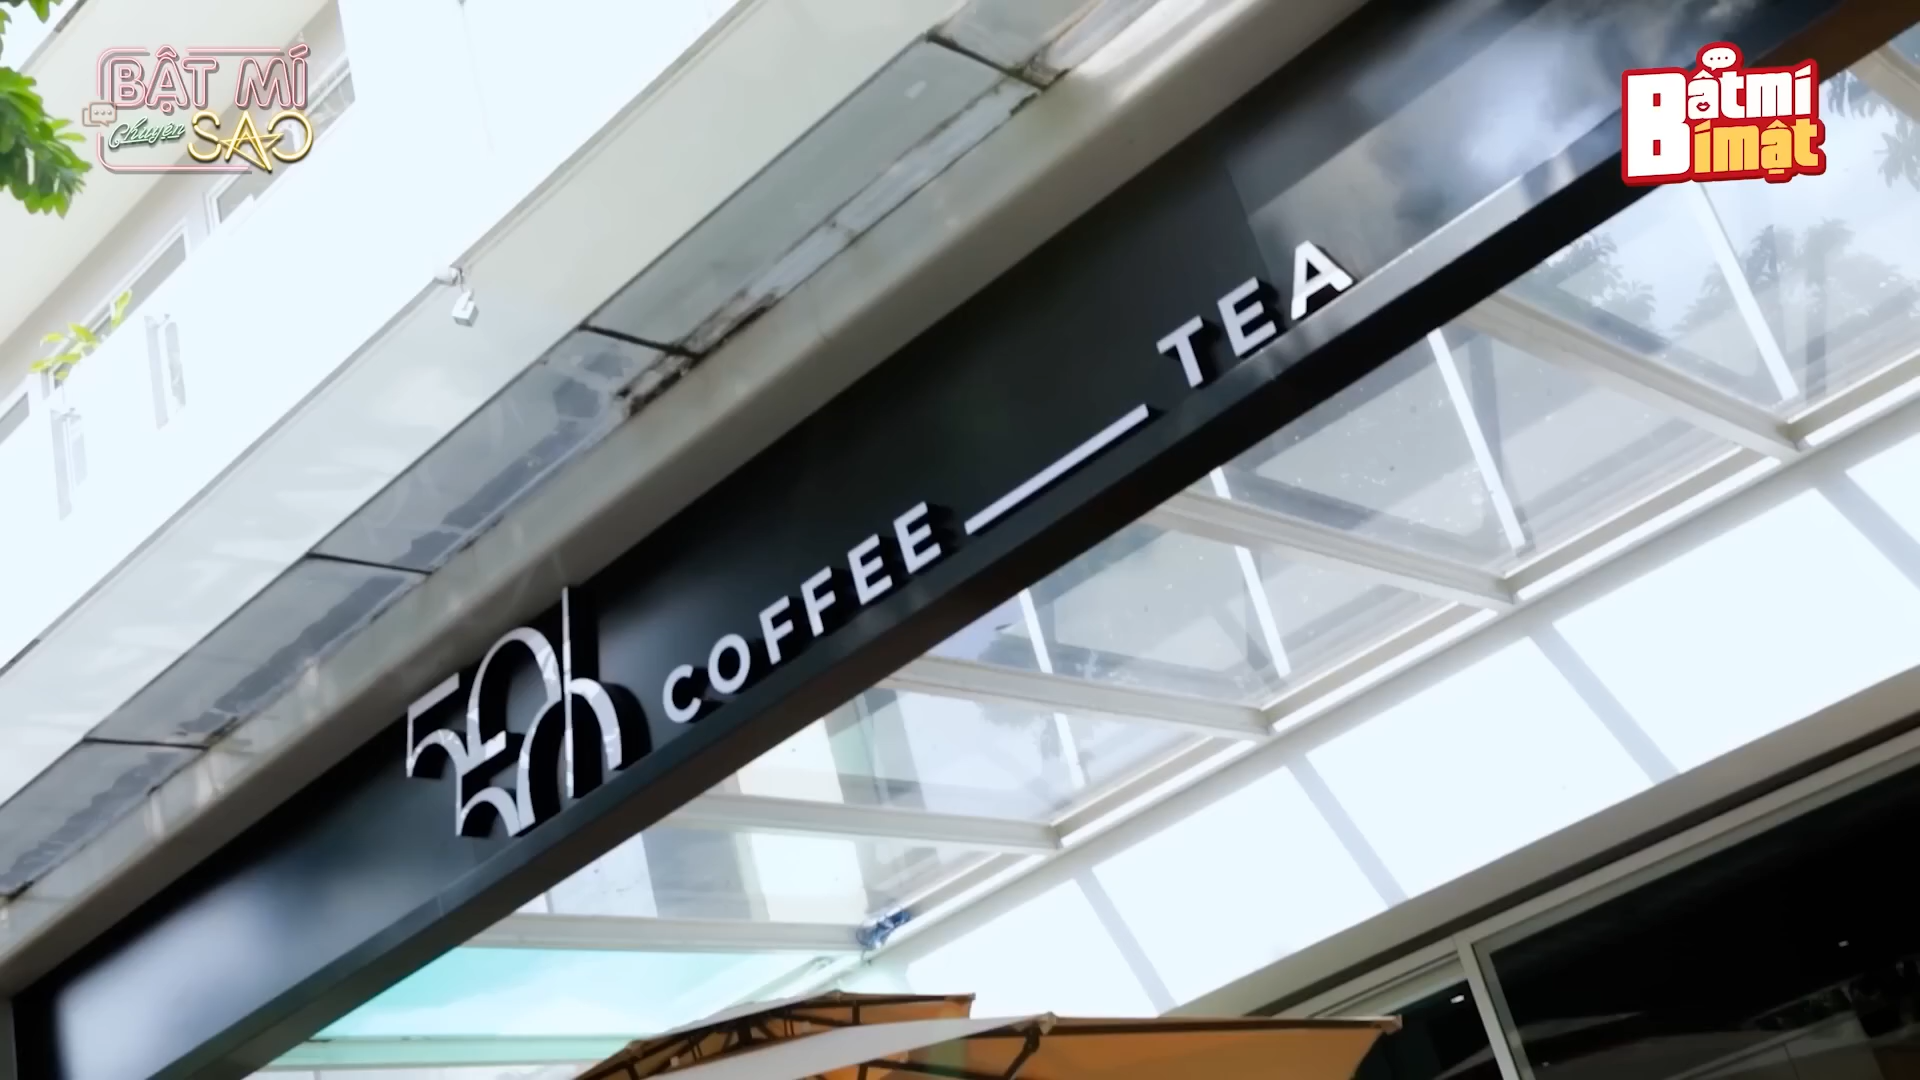 BẬT MÍ
Chuyện SAO
Bật mí
Bí mật
COFFEE TEA